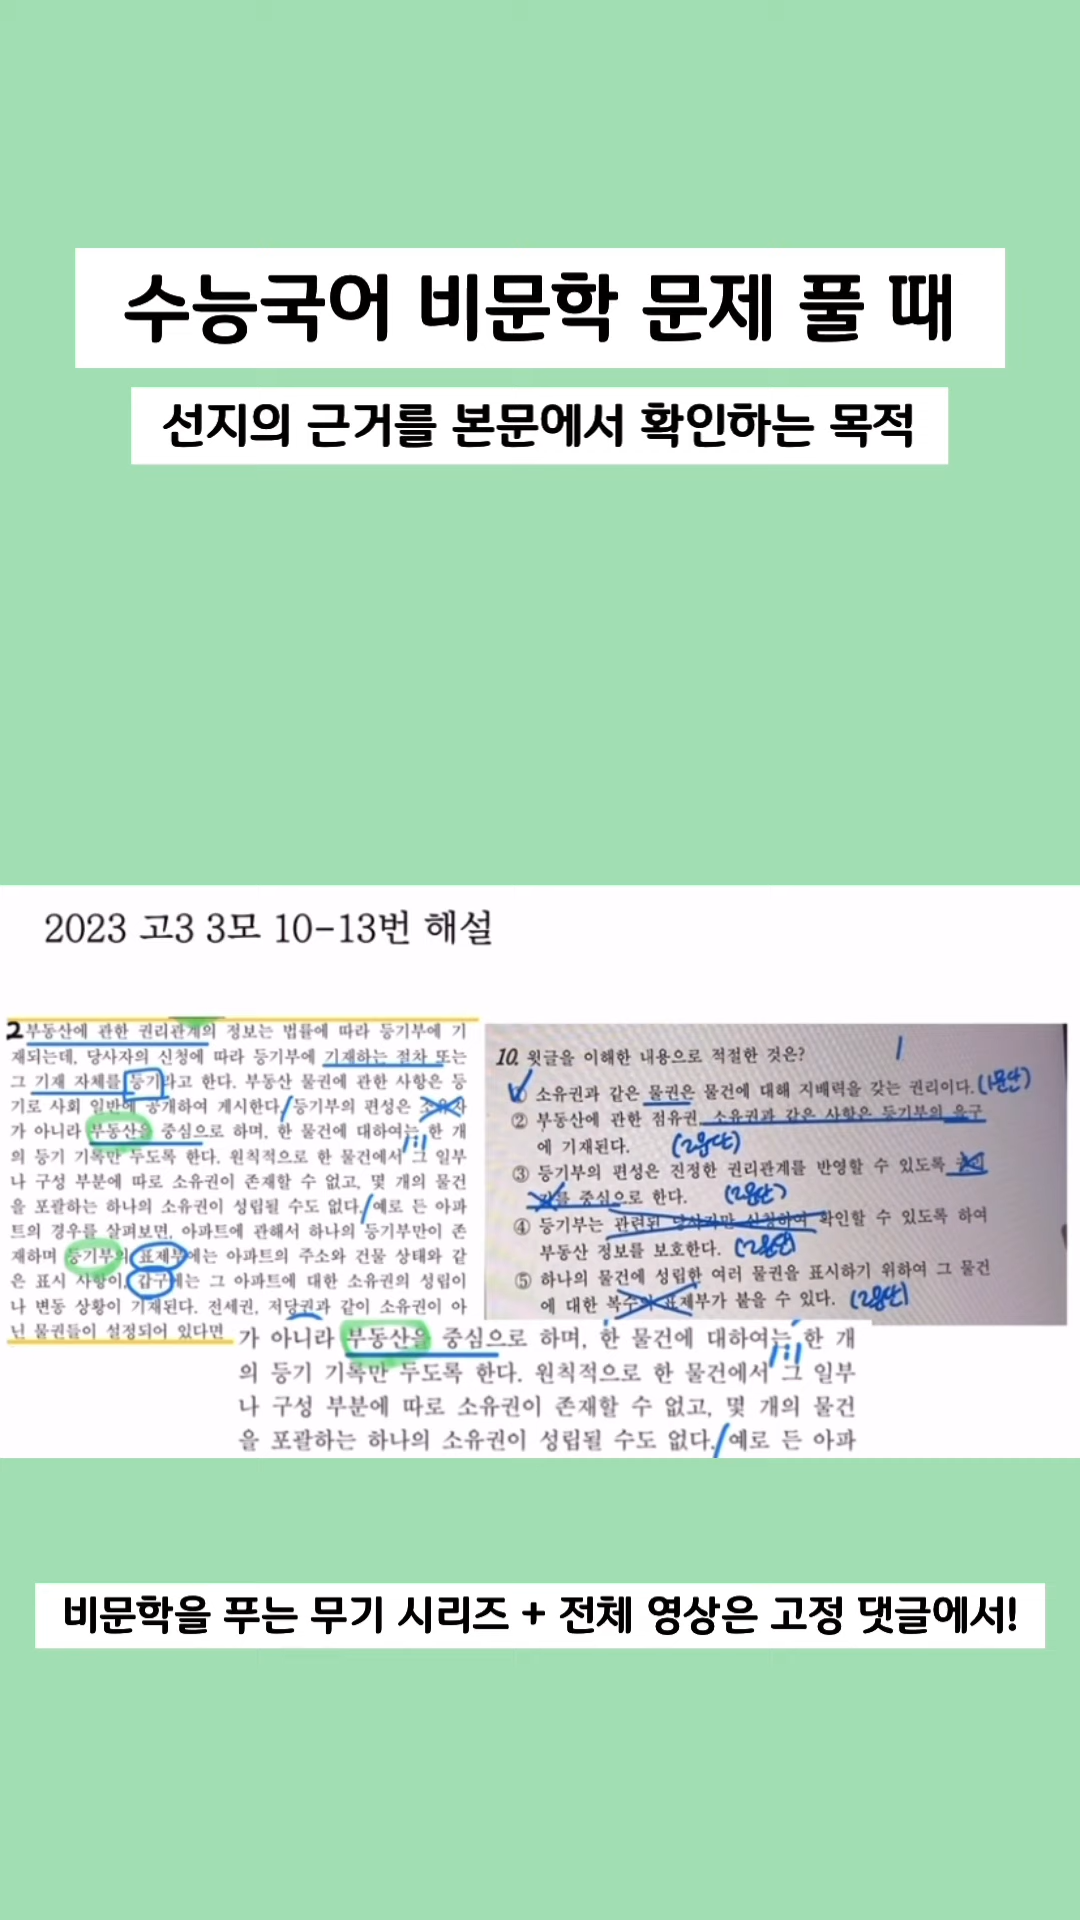 수능국어 비문학 문제 풀 때
선지의 근거를 본문에서 확인하는 목적
2023 고3 3모 10-13번 해설
2 부동산에 관한 권리관계의 정보는 법률에 따라 등기부에 기
재되는데, 당사자의 신청에 따라 등기부에 기재하는 절차 또는
그 기재 자체를 등기라고 한다. 부동산 물권에 관한 사항은 등
기로 사회 일반에 공개하여 게시한다. 등기부의 편성은 소유자
가 아니라 부동산을 중심으로 하며, 한 물건에 대하여는 한 개
의 등기 기록만 두도록 한다. 원칙적으로 한 물건에서 그 일부
나 구성 부분에 따로 소유권이 존재할 수 없고, 몇 개의 물건
을 포괄하는 하나의 소유권이 성립될 수도 없다. 예로 든 아파
트의 경우를 살펴보면, 아파트에 관해서 하나의 등기부만이 존
재하며 등기부의 표제부에는 아파트의 주소와 건물 상태와 같
은 표시 사항이, 갑구에는 그 아파트에 대한 소유권의 성립이
나 변동 상황이 기재된다. 전세권, 저당권과 같이 소유권이 아
닌 물권들이 설정되어 있다면
10. 윗글을 이해한 내용으로 적절한 것은?
1
① 소유권과 같은 물권은 물건에 대해 지배력을 갖는 권리이다. (1문단)
② 부동산에 관한 점유권, 소유권과 같은 사항은 등기부의 을구
에 기재된다. (2문단)
③ 등기부의 편성은 진정한 권리관계를 반영할 수 있도록
를 중심으로 한다. (2문단)
④ 등기부는 관련된 당사자만 신청하여 확인할 수 있도록 하여
부동산 정보를 보호한다. (2문단)
⑤ 하나의 물건에 성립한 여러 물권을 표시하기 위하여 그 물건
에 대한 복수의 표제부가 붙을 수 있다. (2문단)
가 아니라 부동산을 중심으로 하며, 한 물건에 대하여는 한 개
1:1
의 등기 기록만 두도록 한다. 원칙적으로 한 물건에서 그 일부
나 구성 부분에 따로 소유권이 존재할 수 없고, 몇 개의 물건
을 포괄하는 하나의 소유권이 성립될 수도 없다. 예로 든 아파
비문학을 푸는 무기 시리즈 + 전체 영상은 고정 댓글에서!